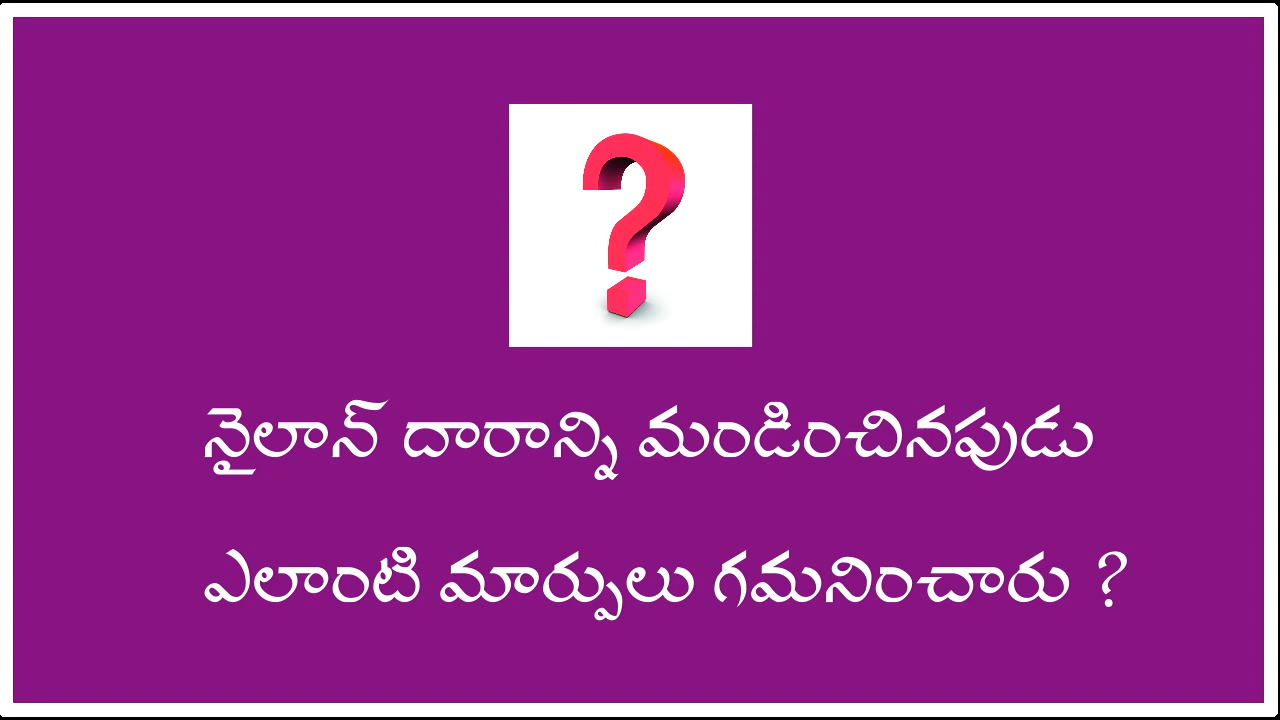 నైలాన్ దారాన్ని మండించినపుడు
ఎలాంటి మార్పులు గమనించారు ?